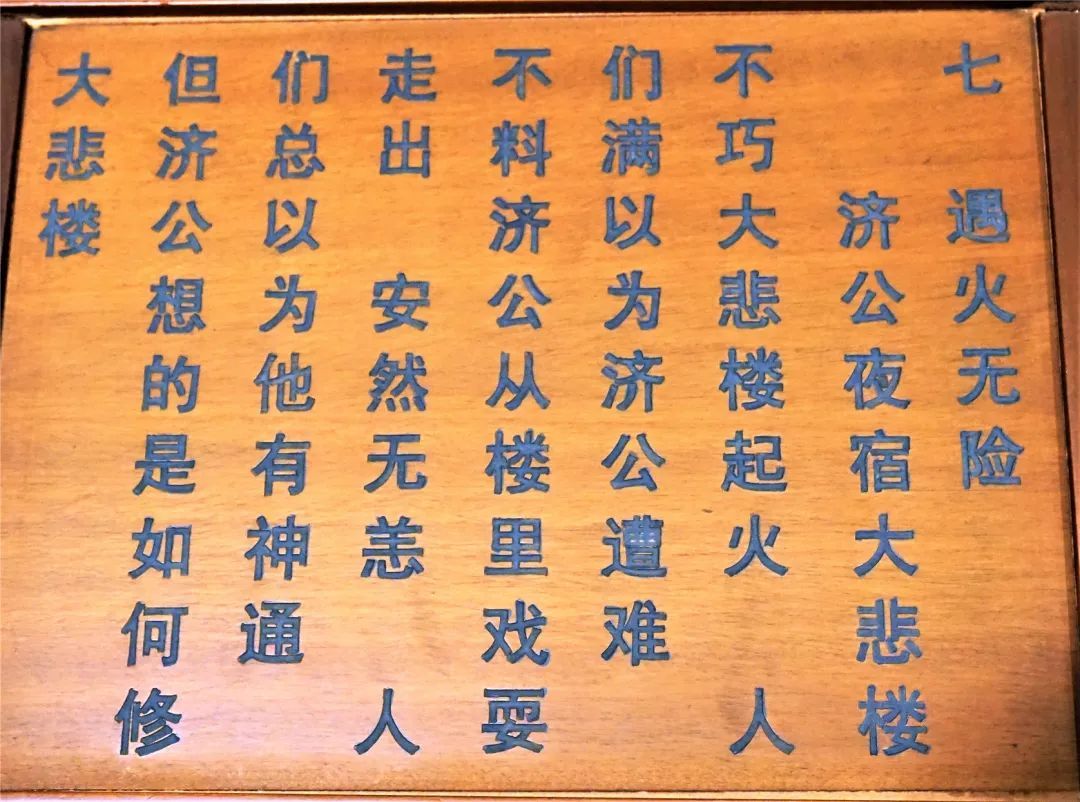 七 遇火无险
济公夜宿大悲楼
不巧大悲楼起火 人
们满以为济公遭难
不料济公从楼里戏耍
走出 安然无恙 人
们总以为他有神通
但济公想的是如何修
大悲楼